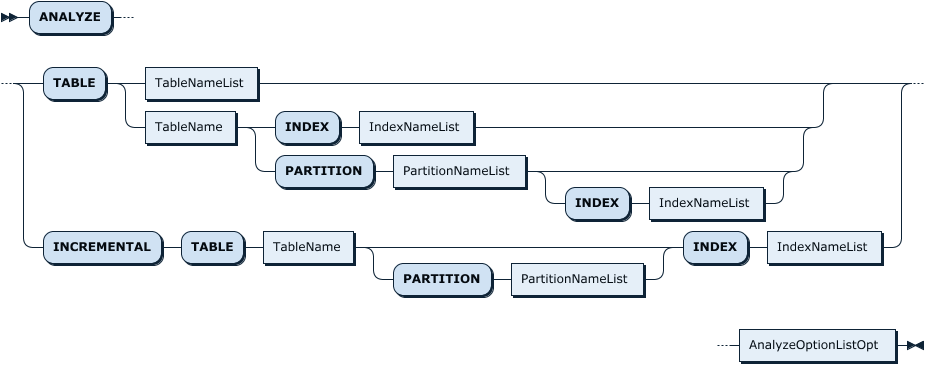 ANALYZE
TABLE TableNameList
TableName INDEX IndexNameList
PARTITION PartitionNameList
INDEX IndexNameList
INCREMENTAL TABLE TableName INDEX IndexNameList
PARTITION PartitionNameList
AnalyzeOptionListOpt